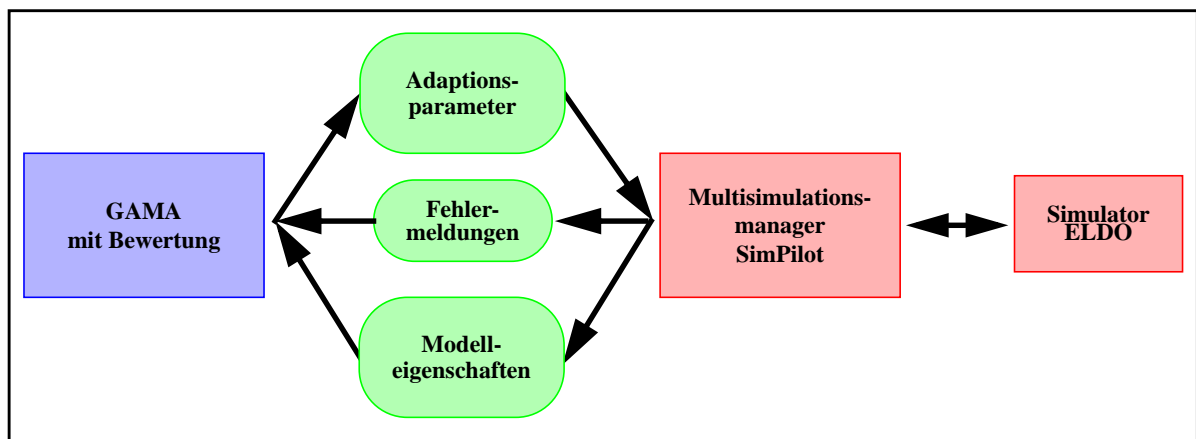 Adaptions-
parameter
GAMA
mit Bewertung
Fehler-
meldungen
Multisimulations-
manager
SimPilot
Simulator
ELDO
Modell-
eigenschaften